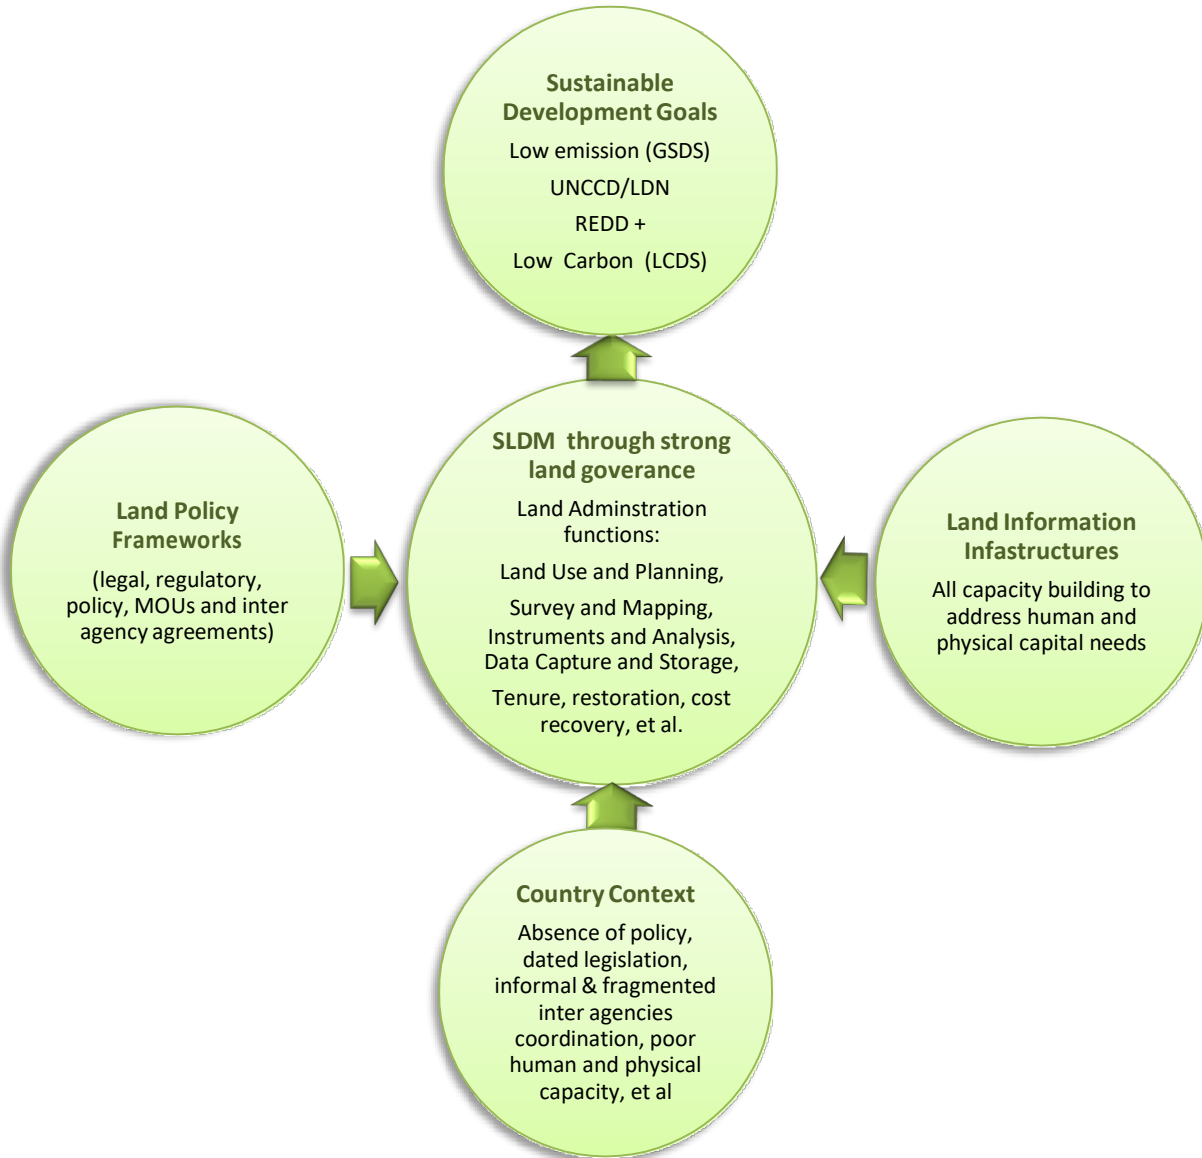 Sustainable
Development Goals
Low emission (GSDS)
UNCCD/LDN
REDD +
Low Carbon (LCDS)
Land Policy
Frameworks
(legal, regulatory,
policy, MOUs and inter
agency agreements)
SLDM through strong
land goverance
Land Adminstration
functions:
Land Use and Planning,
Survey and Mapping,
Instruments and Analysis,
Data Capture and Storage,
Tenure, restoration, cost
recovery, et al.
Land Information
Infastructures
All capacity building to
address human and
physical capital needs
Country Context
Absence of policy,
dated legislation,
informal & fragmented
inter agencies
coordination, poor
human and physical
capacity, et al